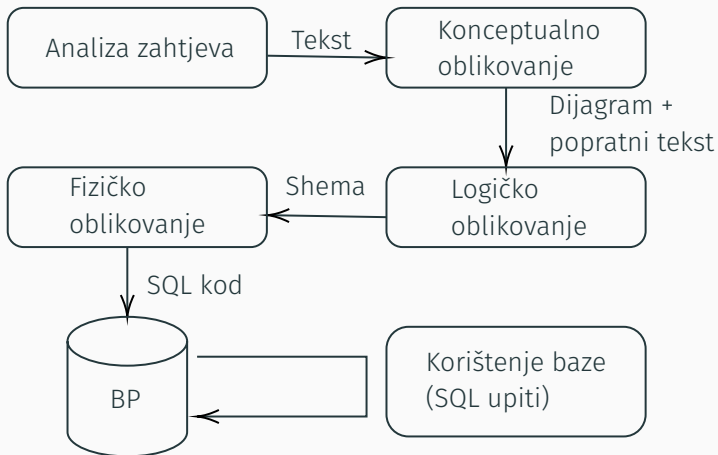 Analiza zahtjeva
Tekst
Konceptualno
oblikovanje
Dijagram +
popratni tekst
Logičko
oblikovanje
Shema
Fizičko
oblikovanje
SQL kod
BP
Korištenje baze
(SQL upiti)